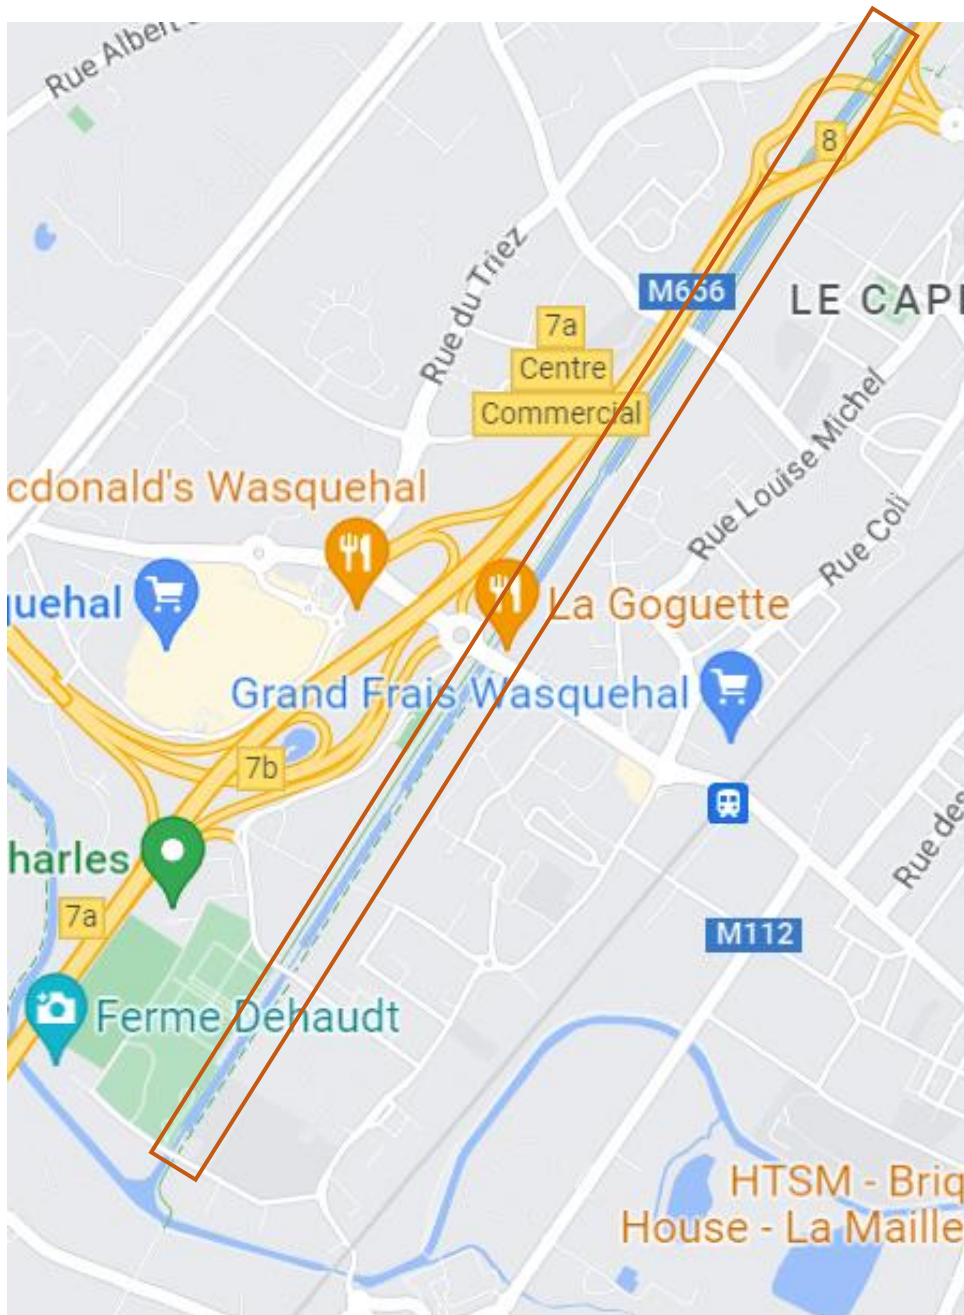 Rue Albert
8
M656
LE CAP
Rue du Triez
7a
Centre
Commercial
Rue Louise Michel
cdonald's Wasquehal
Rue Coli
uehal
La Goguette
Grand Frais Wasquehal
7b
harles
Rue des
7a
M112
Ferme Dehaudt
HTSM - Briq
House - La Maille